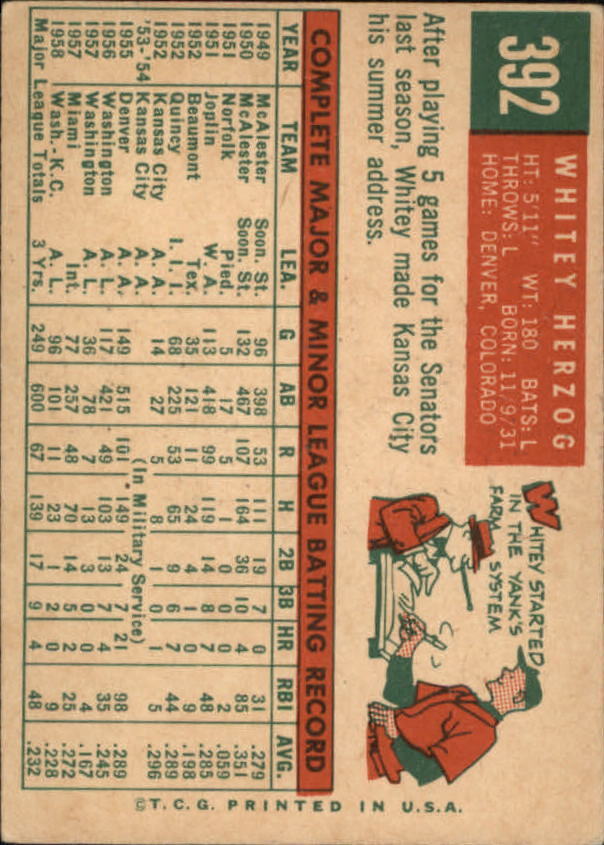 392
WHITEY HERZOG
HT: 5'11" WT: 180 BATS: L
THROWS: L BORN: 11/9/31
HOME: DENVER, COLORADO
After playing 5 games for the Senators
last season, Whitey made Kansas City
his summer address.
WHITEY STARTED
IN THE YANK'S
FARM SYSTEM
COMPLETE MAJOR & MINOR LEAGUE BATTING RECORD
YEAR TEAM LEA. G AB R H 2B 3B HR RBI AVG.
1949 McAlester Soon. St. 96 398 53 111 19 7 0 31 .279
1950 McAlester Soon. St. 132 467 107 164 36 10 4 85 .351
1951 Norfolk Pied. 5 17 5 1 0 0 0 2 .059
1951 Joplin W. A. 113 418 99 119 14 8 7 48 .285
1952 Beaumont Tex. 35 121 11 24 4 1 0 9 .198
1952 Quincy I. I. I. 68 225 53 65 9 6 7 44 .289
1952 Kansas City A. A. 14 27 5 8 1 0 1 5 .296
'53-'54 Kansas City A. A. (In Military Service)
1955 Denver A. A. 149 515 101 149 24 7 21 98 .289
1956 Washington A. L. 117 421 49 103 13 7 4 35 .245
1957 Washington A. L. 36 78 7 13 3 0 0 4 .167
1957 Miami Int. 77 257 48 70 14 5 2 25 .272
1958 Wash.-K.C. A. L. 96 101 11 23 1 2 0 9 .228
Major League Totals 3 Yrs. 249 600 67 139 17 9 4 48 .232
©T.C.G. PRINTED IN U.S.A.